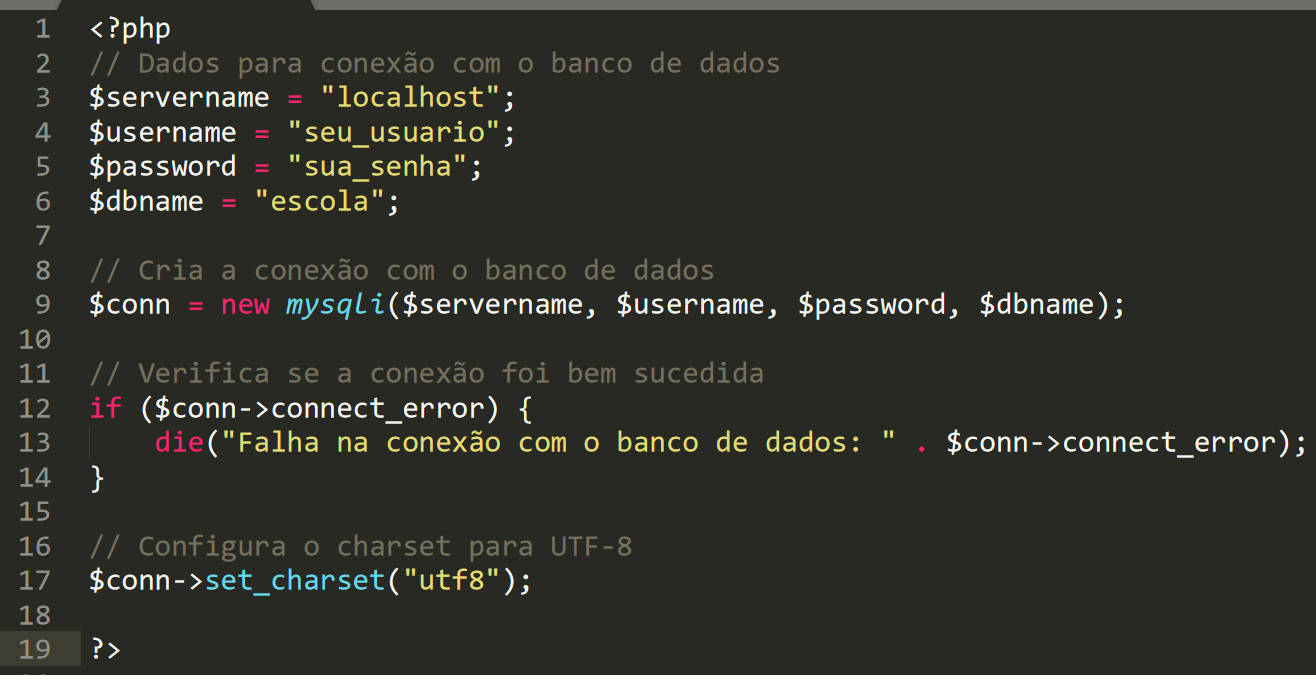 1 <?php
2 // Dados para conexão com o banco de dados
3 $servername = "localhost";
4 $username = "seu_usuario";
5 $password = "sua_senha";
6 $dbname = "escola";
7
8 // Cria a conexão com o banco de dados
9 $conn = new mysqli($servername, $username, $password, $dbname);
10
11 // Verifica se a conexão foi bem sucedida
12 if ($conn->connect_error) {
13     die("Falha na conexão com o banco de dados: " . $conn->connect_error);
14 }
15
16 // Configura o charset para UTF-8
17 $conn->set_charset("utf8");
18
19 ?>